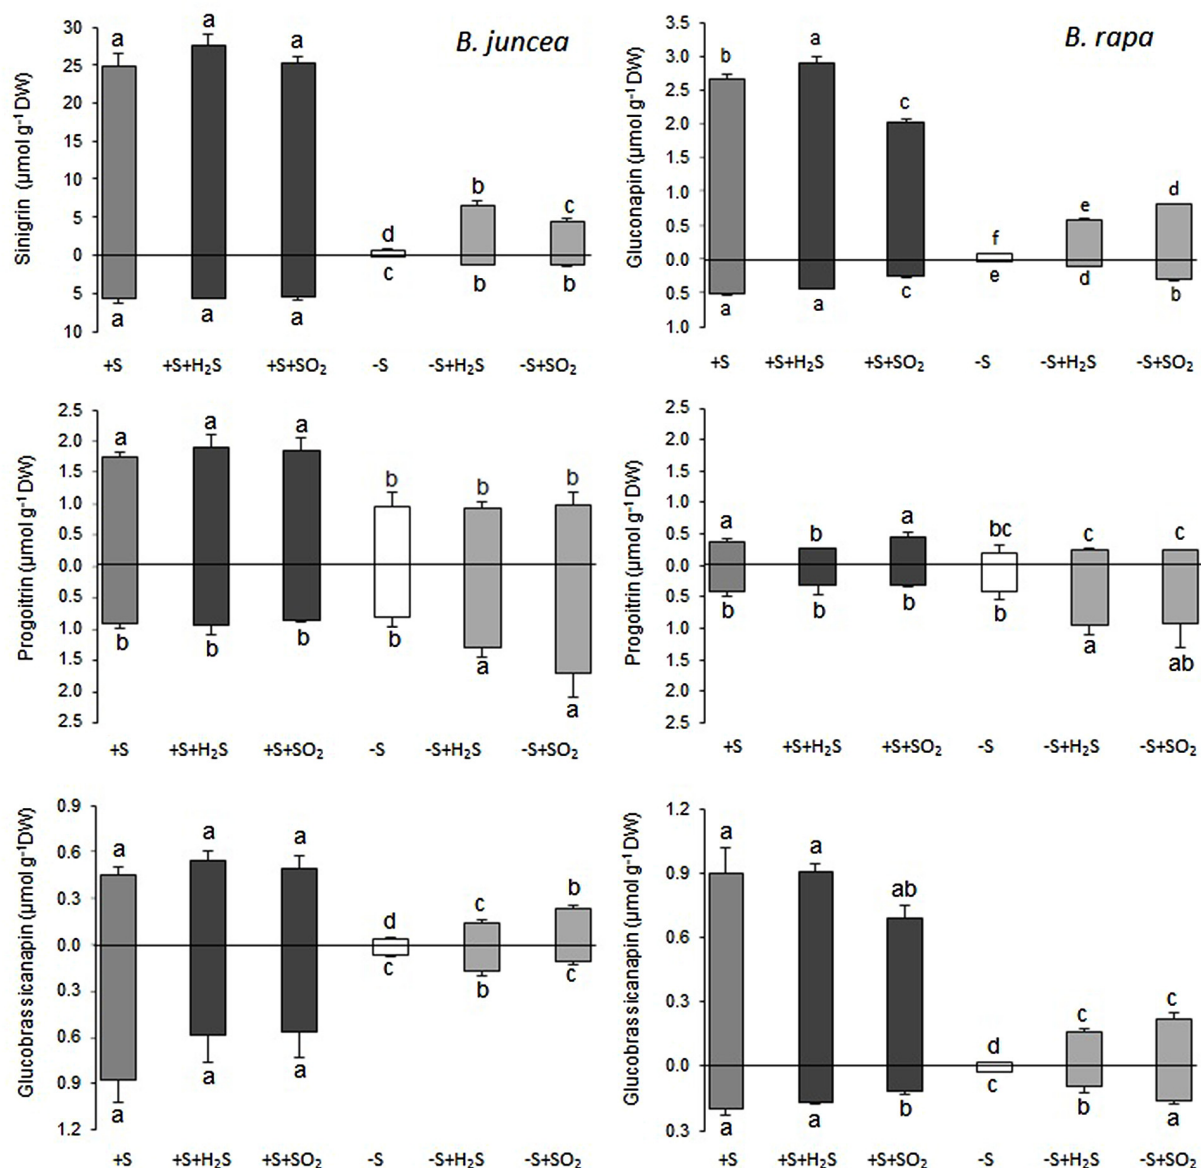 B. juncea
Sinigrin (µmol g⁻¹ DW)
30
25
20
15
10
5
0
5
10
a a a d b c
a a a c b b
+S +S+H₂S +S+SO₂ -S -S+H₂S -S+SO₂
B. rapa
Gluconapin (µmol g⁻¹ DW)
3.5
3.0
2.5
2.0
1.5
1.0
0.5
0.0
0.5
1.0
b a c f e d
a a c e d b
+S +S+H₂S +S+SO₂ -S -S+H₂S -S+SO₂
Progoitrin (µmol g⁻¹ DW)
2.5
2.0
1.5
1.0
0.5
0.0
0.5
1.0
1.5
2.0
2.5
a a a b b b
b b b b a a
+S +S+H₂S +S+SO₂ -S -S+H₂S -S+SO₂
Progoitrin (µmol g⁻¹ DW)
2.5
2.0
1.5
1.0
0.5
0.0
0.5
1.0
1.5
2.0
2.5
a b a bc c c
b b b b a ab
+S +S+H₂S +S+SO₂ -S -S+H₂S -S+SO₂
Glucobrassicanapin (µmol g⁻¹DW)
0.9
0.6
0.3
0.0
0.3
0.6
0.9
1.2
a a a d c b
a a a c b c
+S +S+H₂S +S+SO₂ -S -S+H₂S -S+SO₂
Glucobrassicanapin (µmol g⁻¹DW)
1.2
0.9
0.6
0.3
0.0
0.3
a a ab d c c
a a b c b a
+S +S+H₂S +S+SO₂ -S -S+H₂S -S+SO₂